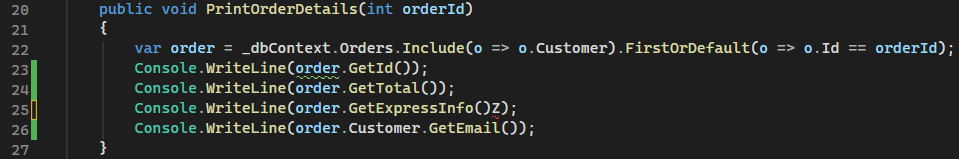 20 public void PrintOrderDetails(int orderId)
21 {
22 var order = _dbContext.Orders.Include(o => o.Customer).FirstOrDefault(o => o.Id == orderId);
23 Console.WriteLine(order.GetId());
24 Console.WriteLine(order.GetTotal());
25 Console.WriteLine(order.GetExpressInfo()Z);
26 Console.WriteLine(order.Customer.GetEmail());
27 }